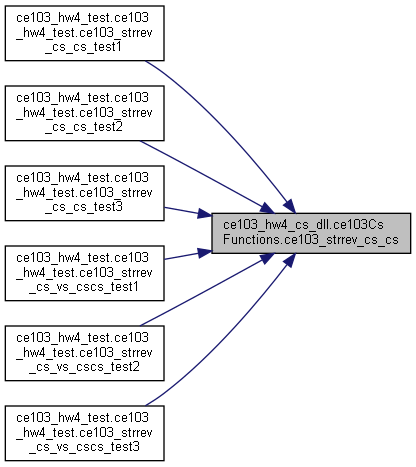 ce103_hw4_test.ce103
_hw4_test.ce103_strrev
_cs_cs_test1
ce103_hw4_test.ce103
_hw4_test.ce103_strrev
_cs_cs_test2
ce103_hw4_test.ce103
_hw4_test.ce103_strrev
_cs_cs_test3
ce103_hw4_test.ce103
_hw4_test.ce103_strrev
_cs_vs_cscs_test1
ce103_hw4_test.ce103
_hw4_test.ce103_strrev
_cs_vs_cscs_test2
ce103_hw4_test.ce103
_hw4_test.ce103_strrev
_cs_vs_cscs_test3
ce103_hw4_cs_dll.ce103Cs
Functions.ce103_strrev_cs_cs